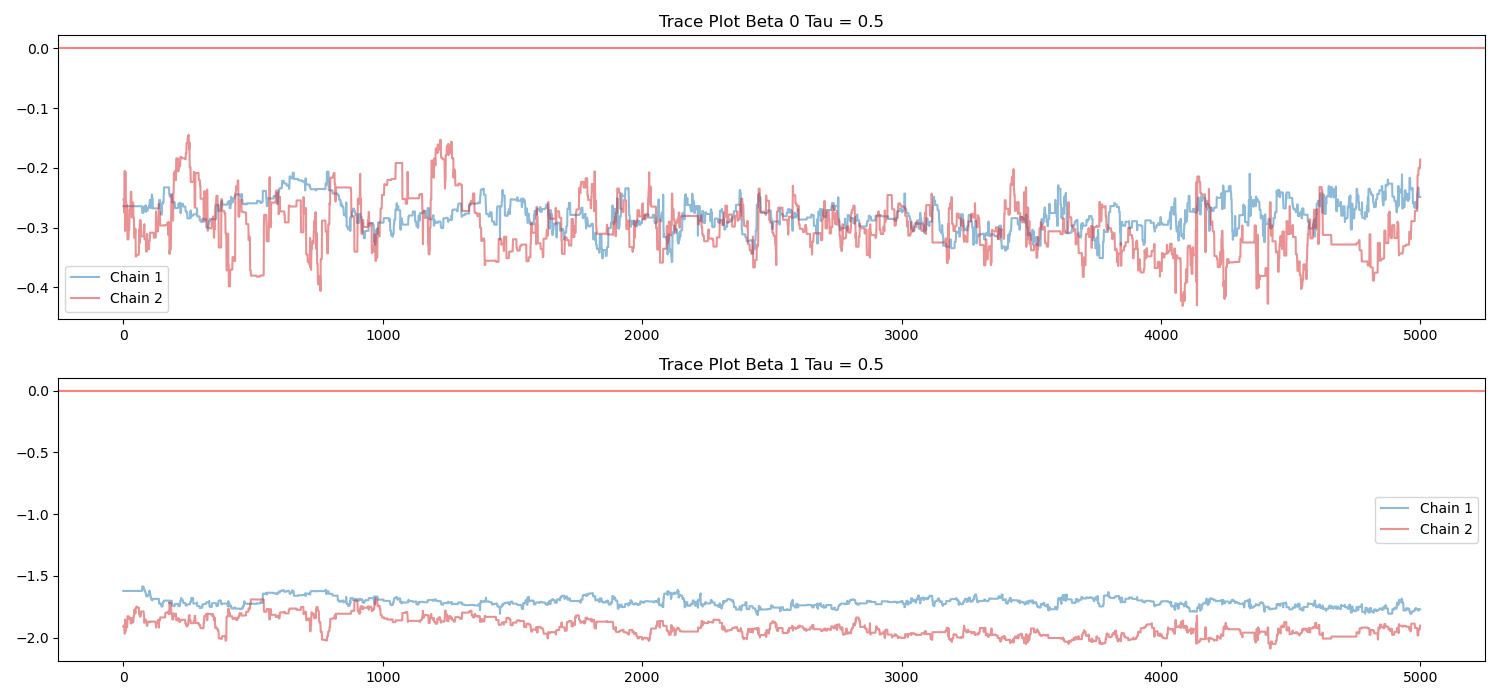 Trace Plot Beta 0 Tau = 0.5
0.0
−0.1
−0.2
−0.3
−0.4
Chain 1
Chain 2
0 1000 2000 3000 4000 5000
Trace Plot Beta 1 Tau = 0.5
0.0
−0.5
−1.0
−1.5
−2.0
Chain 1
Chain 2
0 1000 2000 3000 4000 5000